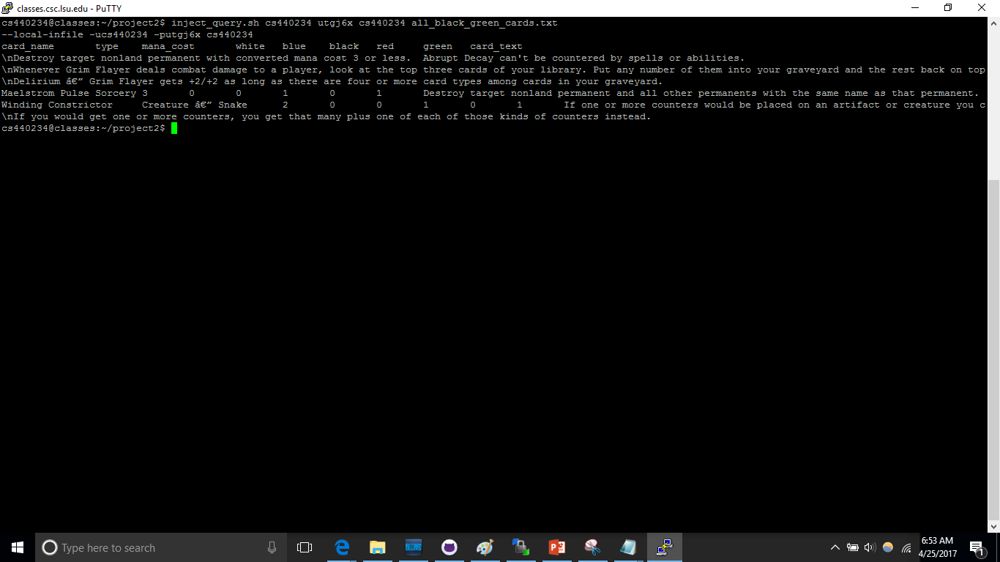 classes.csc.lsu.edu - PuTTY
cs440234@classes:~/project2$ inject_query.sh cs440234 utgj6x cs440234 all_black_green_cards.txt
--local-infile -ucs440234 -putgj6x cs440234
card_name type mana_cost white blue black red green card_text
\nDestroy target nonland permanent with converted mana cost 3 or less. Abrupt Decay can't be countered by spells or abilities.
\nWhenever Grim Flayer deals combat damage to a player, look at the top three cards of your library. Put any number of them into your graveyard and the rest back on top
\nDelirium â€” Grim Flayer gets +2/+2 as long as there are four or more card types among cards in your graveyard.
Maelstrom Pulse Sorcery 3 0 0 1 0 1 Destroy target nonland permanent and all other permanents with the same name as that permanent.
Winding Constrictor Creature â€” Snake 2 0 0 1 0 1 If one or more counters would be placed on an artifact or creature you c
\nIf you would get one or more counters, you get that many plus one of each of those kinds of counters instead.
cs440234@classes:~/project2$
Type here to search
6:53 AM
4/25/2017
1